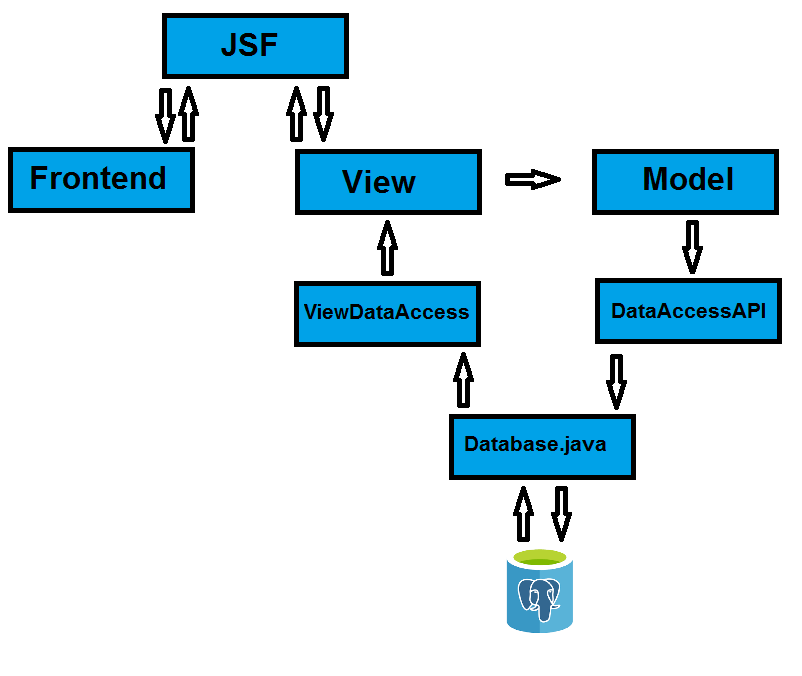 JSF
Frontend
View
Model
ViewDataAccess
DataAccessAPI
Database.java